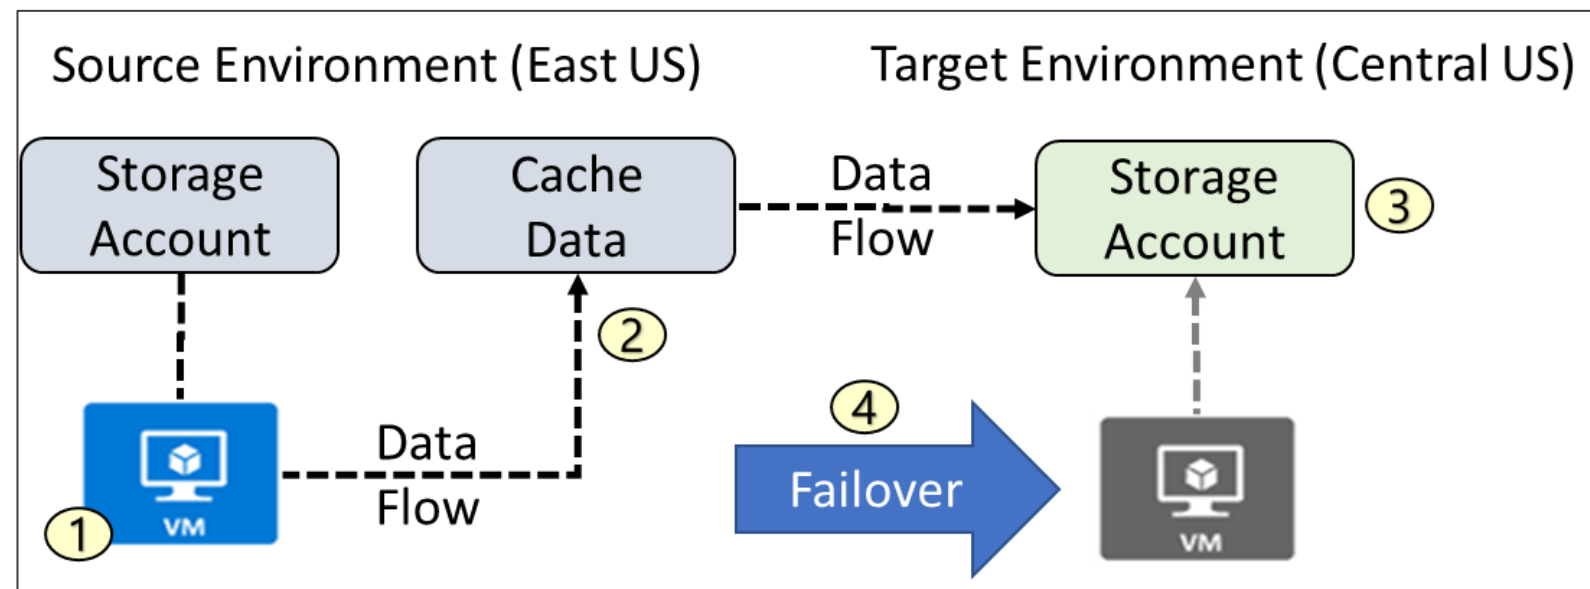 Source Environment (East US)
Target Environment (Central US)
Storage
Account
Cache
Data
Data
Flow
Storage
Account
3
2
4
Data
Flow
Failover
1
VM
VM